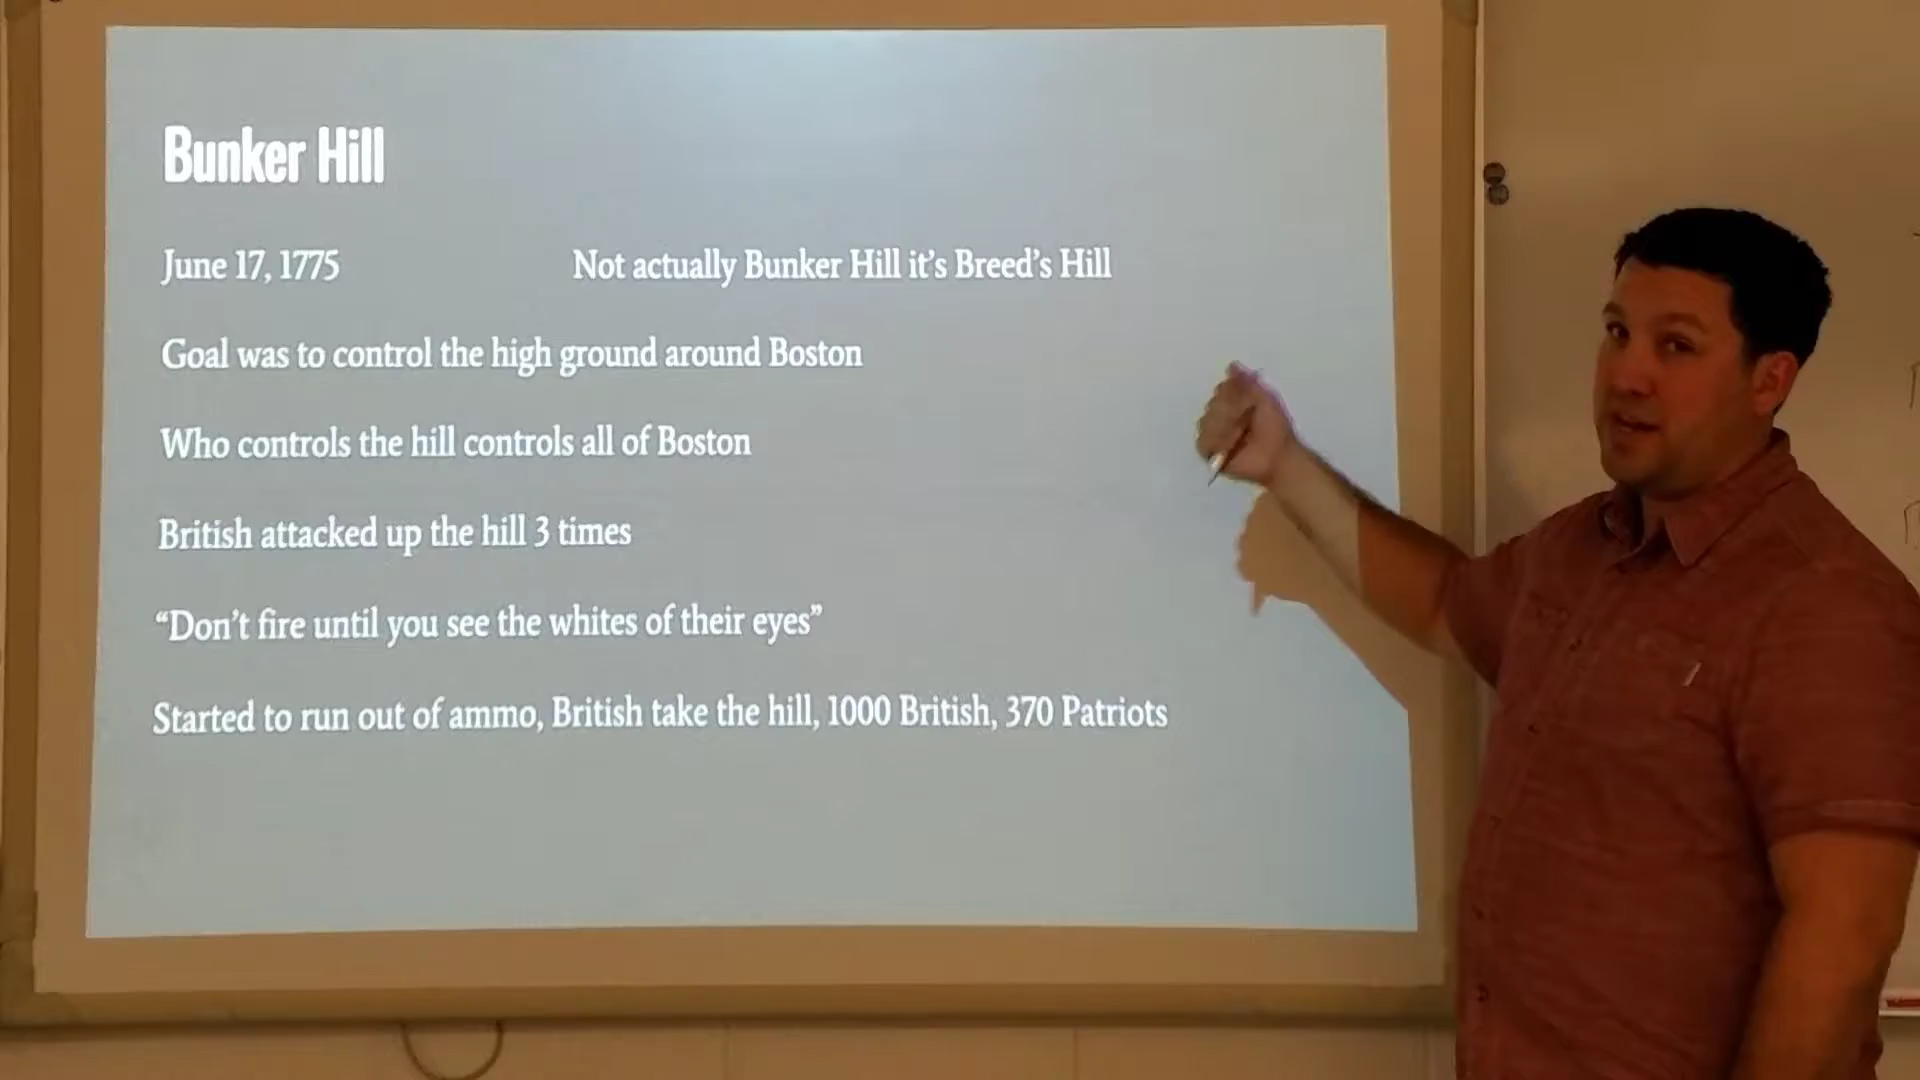 Bunker Hill
June 17, 1775 Not actually Bunker Hill it's Breed's Hill
Goal was to control the high ground around Boston
Who controls the hill controls all of Boston
British attacked up the hill 3 times
“Don't fire until you see the whites of their eyes”
Started to run out of ammo, British take the hill, 1000 British, 370 Patriots